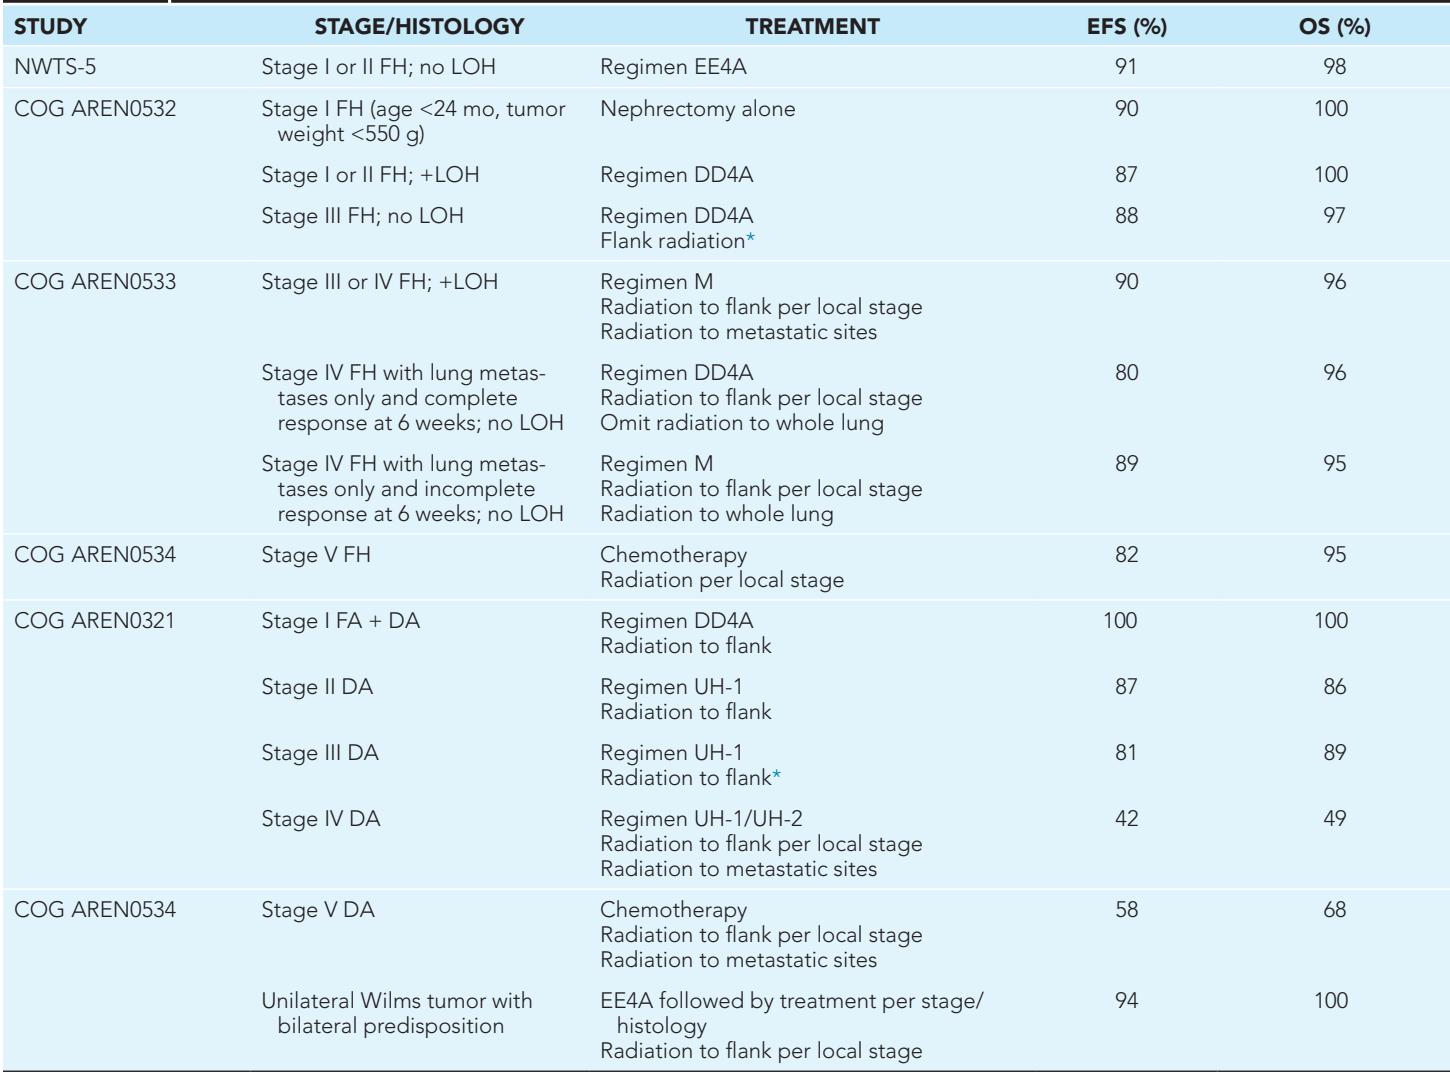 STUDY STAGE/HISTOLOGY TREATMENT EFS (%) OS (%)
NWTS-5 Stage I or II FH; no LOH Regimen EE4A 91 98
COG AREN0532 Stage I FH (age <24 mo, tumor Nephrectomy alone 90 100
weight <550 g)
Stage I or II FH; +LOH Regimen DD4A 87 100
Stage III FH; no LOH Regimen DD4A 88 97
Flank radiation*
COG AREN0533 Stage III or IV FH; +LOH Regimen M 90 96
Radiation to flank per local stage
Radiation to metastatic sites
Stage IV FH with lung metas- Regimen DD4A 80 96
tases only and complete Radiation to flank per local stage
response at 6 weeks; no LOH Omit radiation to whole lung
Stage IV FH with lung metas- Regimen M 89 95
tases only and incomplete Radiation to flank per local stage
response at 6 weeks; no LOH Radiation to whole lung
COG AREN0534 Stage V FH Chemotherapy 82 95
Radiation per local stage
COG AREN0321 Stage I FA + DA Regimen DD4A 100 100
Radiation to flank
Stage II DA Regimen UH-1 87 86
Radiation to flank
Stage III DA Regimen UH-1 81 89
Radiation to flank*
Stage IV DA Regimen UH-1/UH-2 42 49
Radiation to flank per local stage
Radiation to metastatic sites
COG AREN0534 Stage V DA Chemotherapy 58 68
Radiation to flank per local stage
Radiation to metastatic sites
Unilateral Wilms tumor with EE4A followed by treatment per stage/ 94 100
bilateral predisposition histology
Radiation to flank per local stage